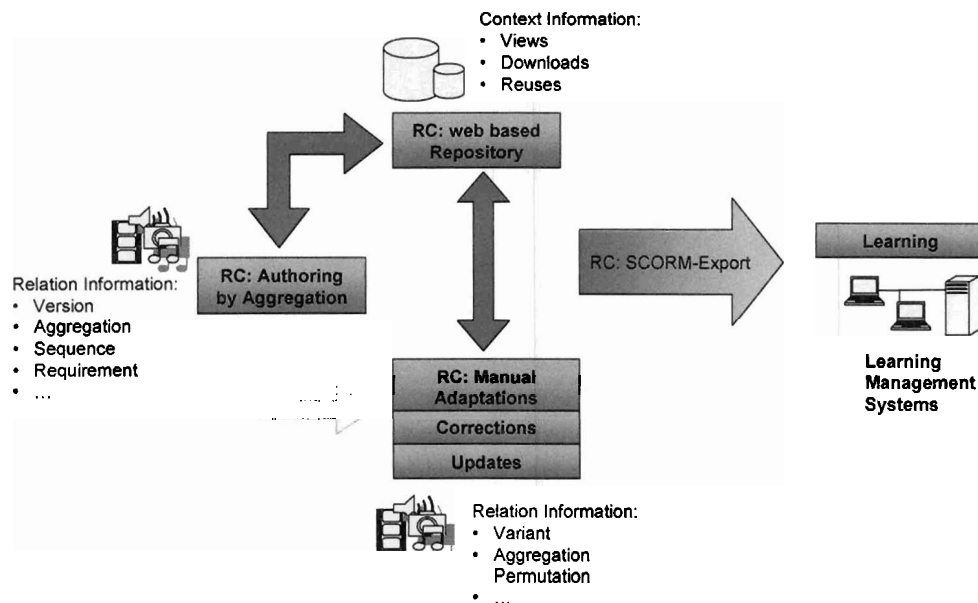 Context Information:
• Views
• Downloads
• Reuses
RC: web based
Repository
RC: Authoring
by Aggregation
Relation Information:
• Version
• Aggregation
• Sequence
• Requirement
• ...
RC: SCORM-Export
Learning
Learning
Management
Systems
RC: Manual
Adaptations
Corrections
Updates
Relation Information:
• Variant
• Aggregation
Permutation
• ...